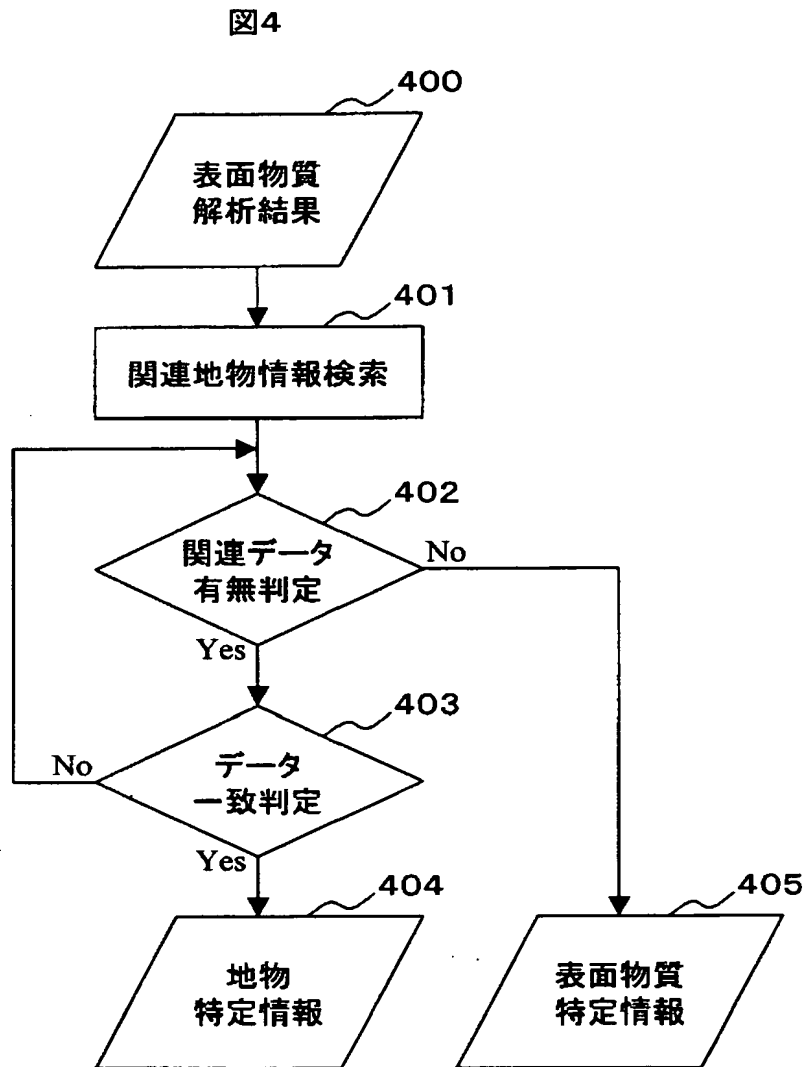 図4
400
表面物質
解析結果
401
関連地物情報検索
402
関連データ
有無判定
No
Yes
403
データ
一致判定
No
Yes
404
地物
特定情報
405
表面物質
特定情報